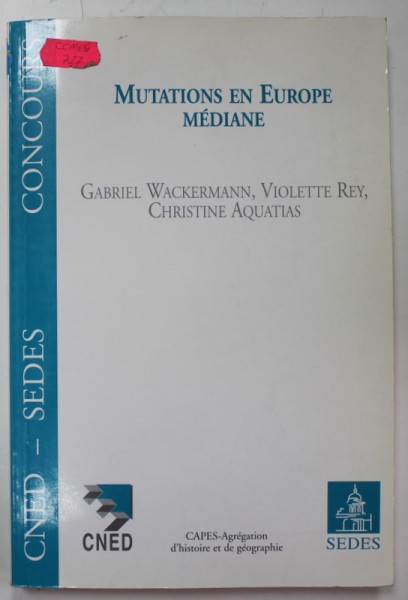 MUTATIONS EN EUROPE
MÉDIANE
GABRIEL WACKERMANN, VIOLETTE REY,
CHRISTINE AQUATIAS
CNED – SEDES
CONCOURS
CNED
CAPES-Agrégation
d'histoire et de géographie
SEDES